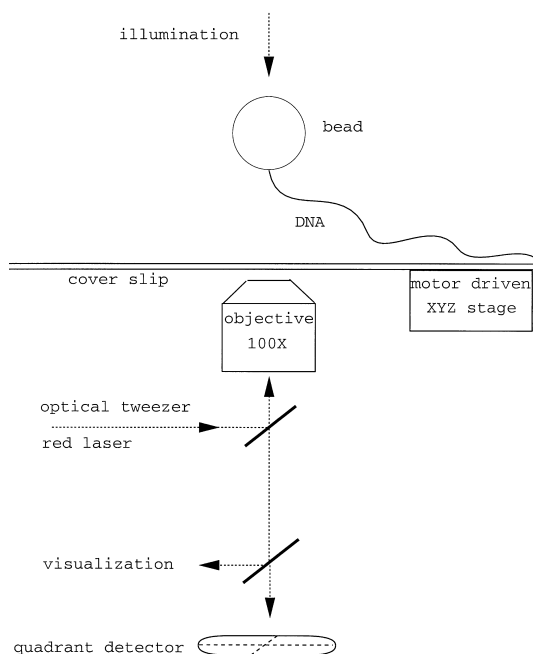 illumination
bead
DNA
cover slip
motor driven
XYZ stage
objective
100X
optical tweezer
red laser
visualization
quadrant detector